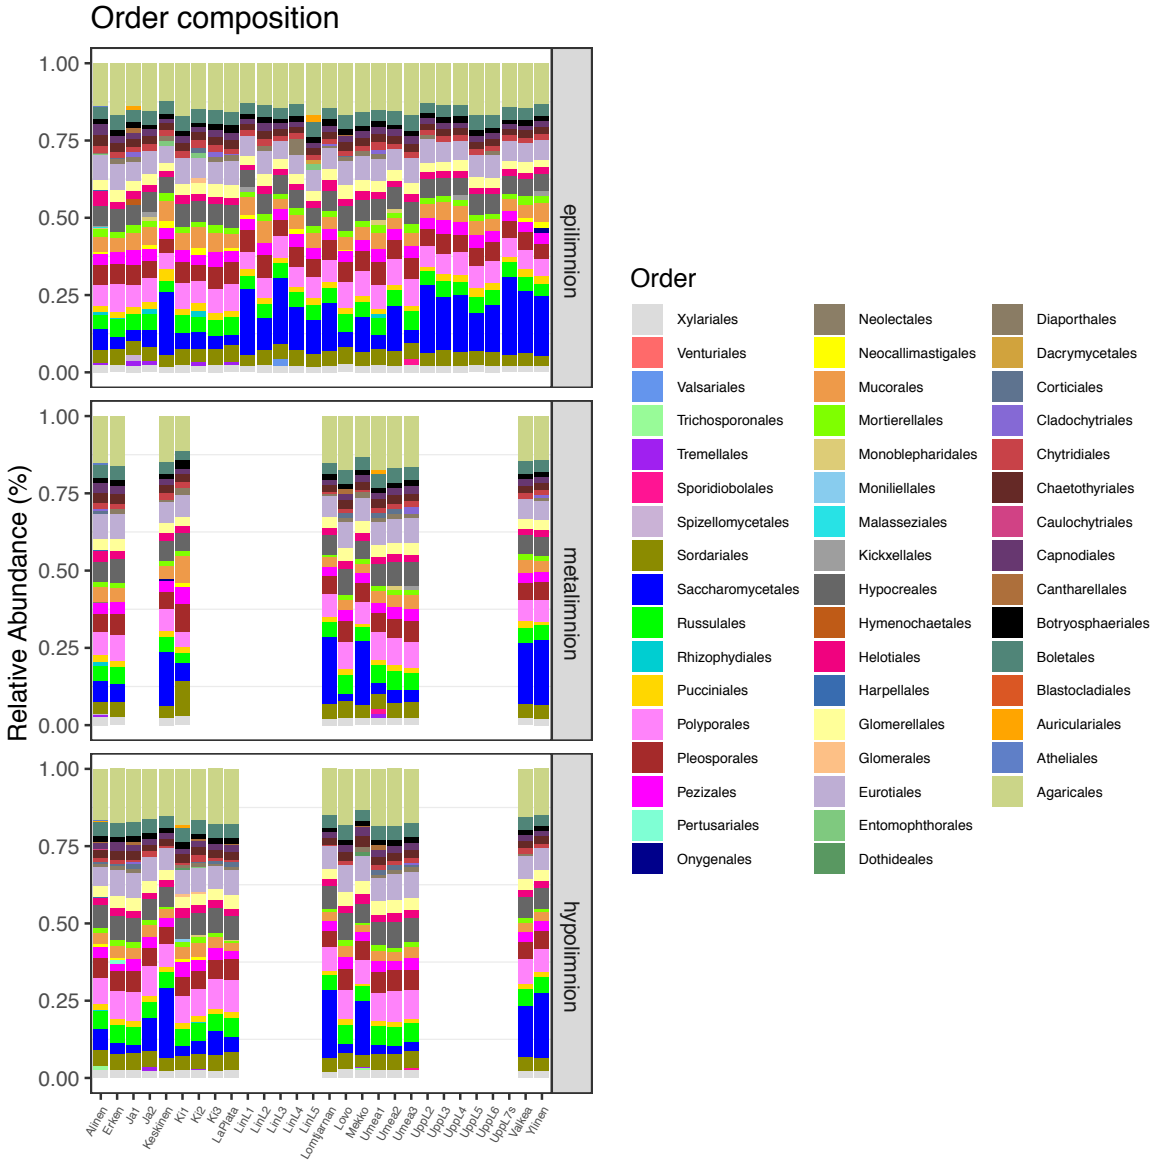 Order composition
Relative Abundance (%)
1.00
0.75
0.50
0.25
0.00
epilimnion
1.00
0.75
0.50
0.25
0.00
metalimnion
1.00
0.75
0.50
0.25
0.00
hypolimnion
Alinen
Erken
Ja1
Ja2
Keskinen
Ki1
Ki2
Ki3
LaPlata
LinL1
LinL2
LinL3
LinL4
LinL5
Lomtjarnan
Lovo
Mekko
Umea1
Umea2
Umea3
UppL2
UppL3
UppL4
UppL5
UppL6
UppL7s
Valkea
Ylinen
Order
Xylariales
Venturiales
Valsariales
Trichosporonales
Tremellales
Sporidiobolales
Spizellomycetales
Sordariales
Saccharomycetales
Russulales
Rhizophydiales
Pucciniales
Polyporales
Pleosporales
Pezizales
Pertusariales
Onygenales
Neolectales
Neocallimastigales
Mucorales
Mortierellales
Monoblepharidales
Moniliellales
Malasseziales
Kickxellales
Hypocreales
Hymenochaetales
Helotiales
Harpellales
Glomerellales
Glomerales
Eurotiales
Entomophthorales
Dothideales
Diaporthales
Dacrymycetales
Corticiales
Cladochytriales
Chytridiales
Chaetothyriales
Caulochytriales
Capnodiales
Cantharellales
Botryosphaeriales
Boletales
Blastocladiales
Auriculariales
Atheliales
Agaricales